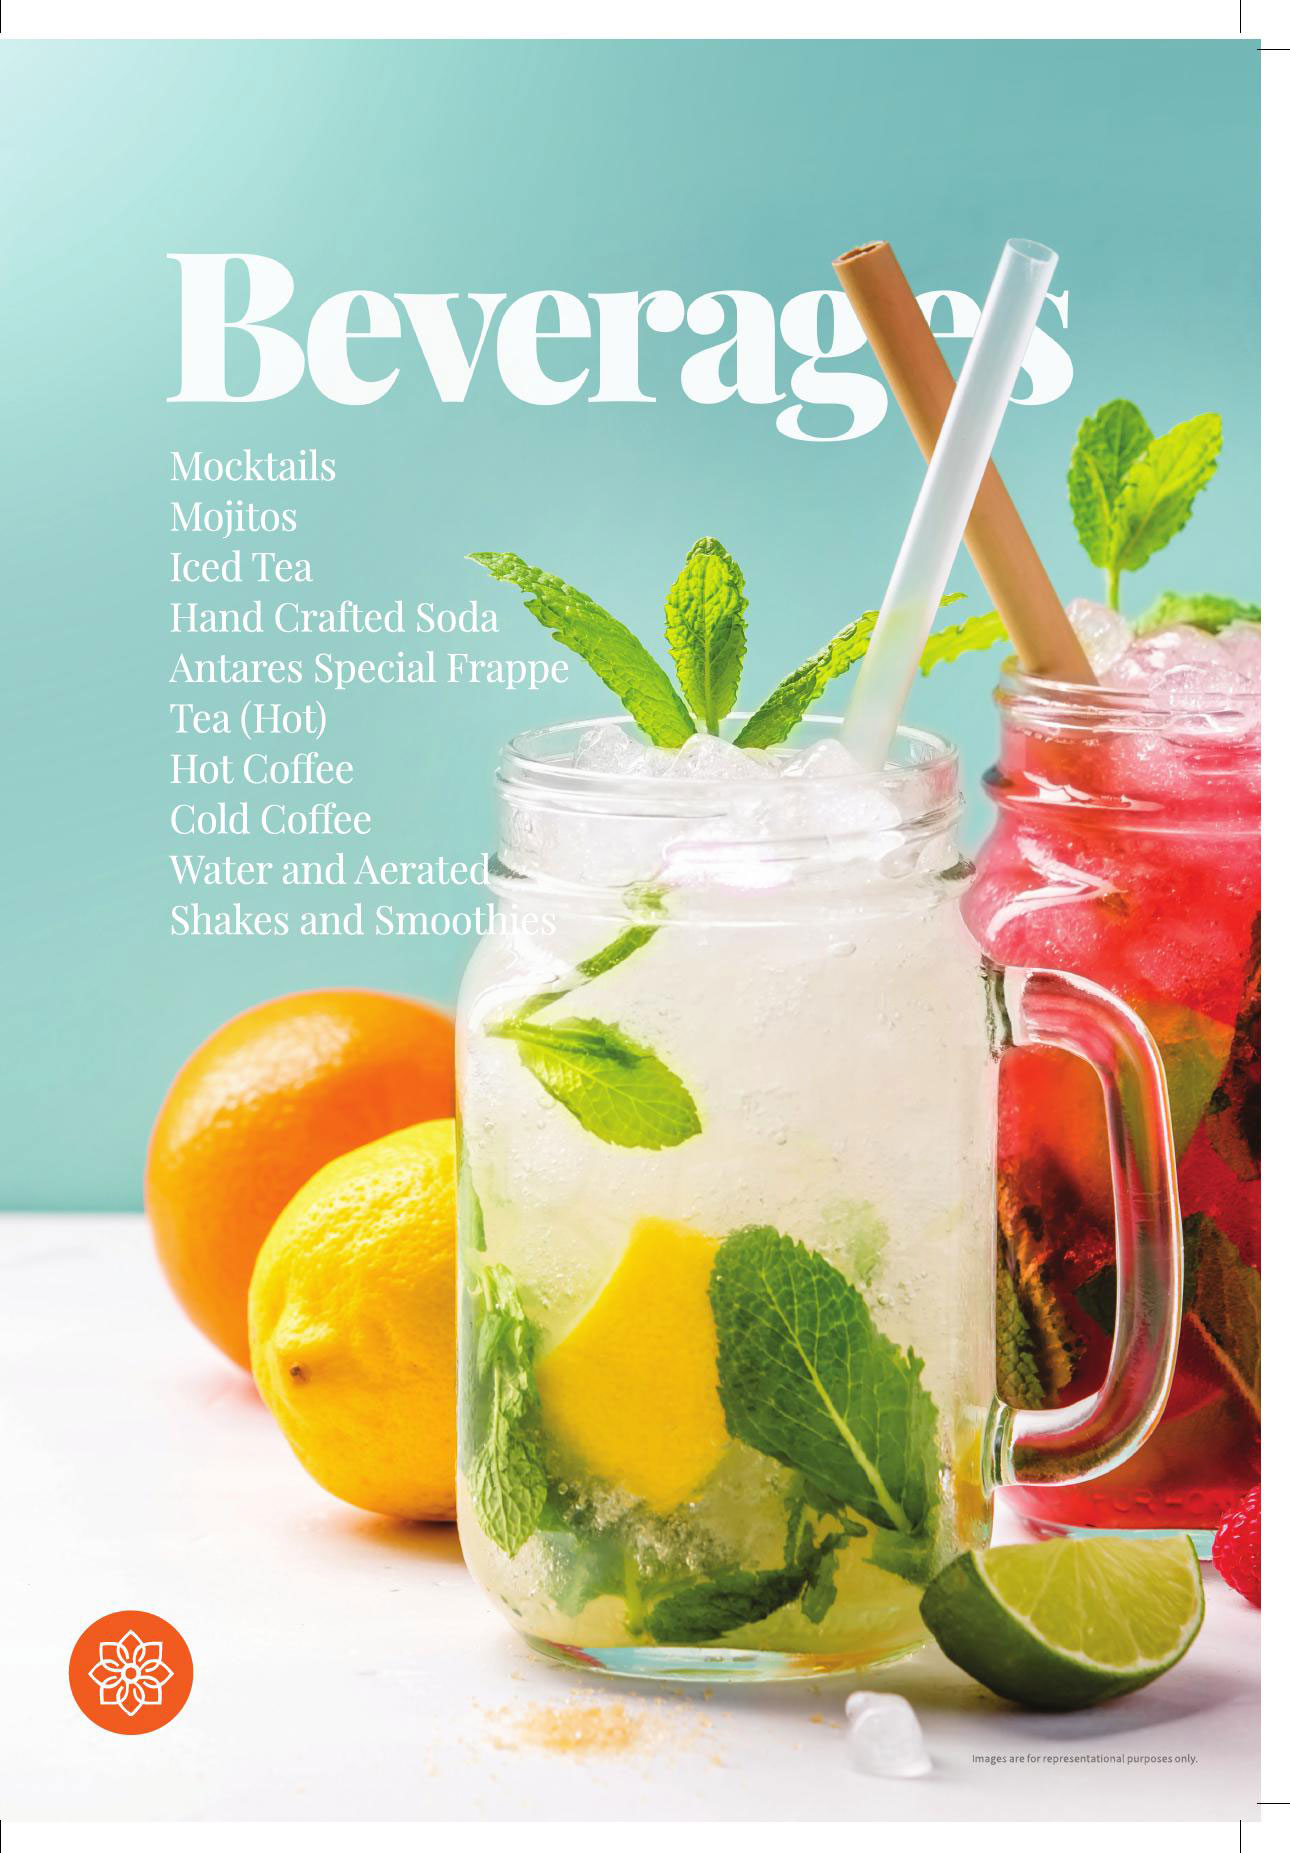 Beverages
Mocktails
Mojitos
Iced Tea
Hand Crafted Soda
Antares Special Frappe
Tea (Hot)
Hot Coffee
Cold Coffee
Water and Aerated
Shakes and Smoothies
Images are for representational purposes only.